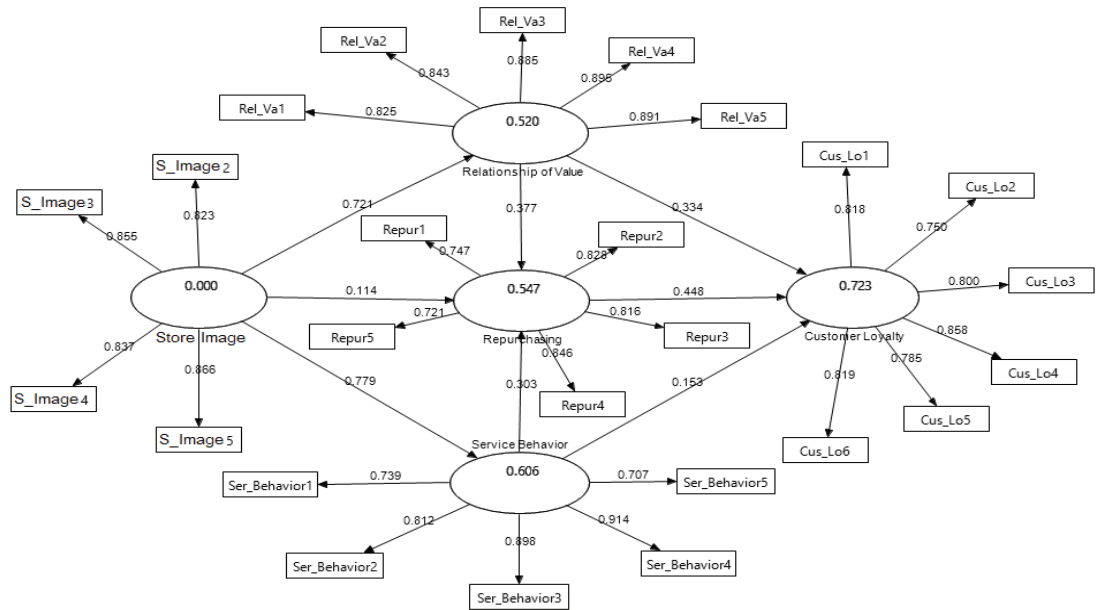 Rel_Va3
Rel_Va2
Rel_Va4
0.885
0.843
0.895
Rel_Va1
0.825
0.520
0.891
Rel_Va5
Relationship of Value
S_Image 2
Cus_Lo1
S_Image3
0.823
0.721
0.377
0.334
0.818
Cus_Lo2
0.855
Repur1
Repur2
0.750
0.747
0.828
0.000
0.114
0.547
0.448
0.723
0.800
Cus_Lo3
Store Image
0.721
0.816
Repur5
Repurchasing
Repur3
Customer Loyalty
0.837
0.866
0.846
0.858
0.785
S_Image4
0.779
0.303
0.153
0.819
Cus_Lo4
Repur4
Cus_Lo5
S_Image 5
Service Behavior
Cus_Lo6
0.606
Ser_Behavior1
0.739
0.707
Ser_Behavior5
0.812
0.914
0.898
Ser_Behavior2
Ser_Behavior4
Ser_Behavior3